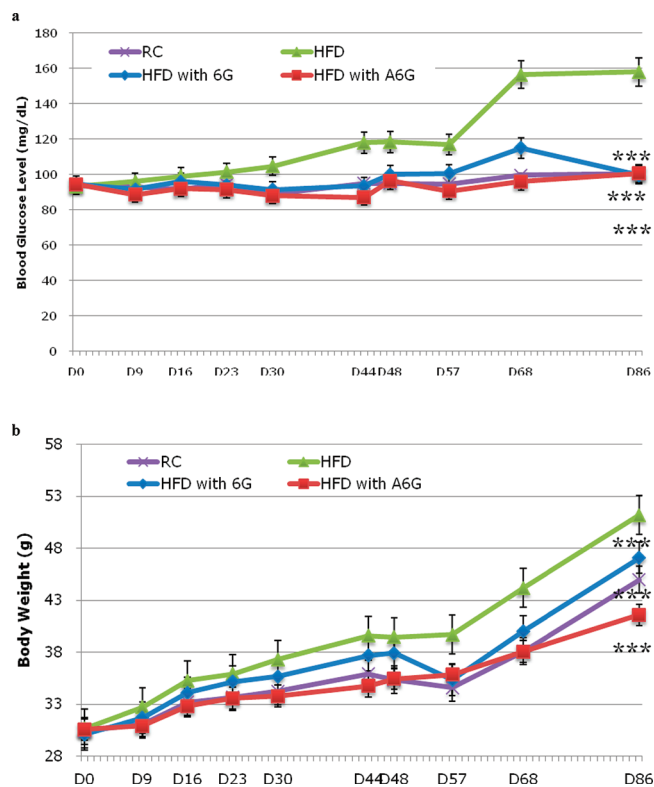 a
180
RC
HFD
160
HFD with 6G
HFD with A6G
140
120
100
80
60
40
20
0
Blood Glucose Level (mg/dL)
***
***
***
D0 D9 D16 D23 D30 D44 D48 D57 D68 D86
b
58
RC
HFD
HFD with 6G
HFD with A6G
53
48
43
38
33
28
Body Weight (g)
***
***
***
D0 D9 D16 D23 D30 D44 D48 D57 D68 D86